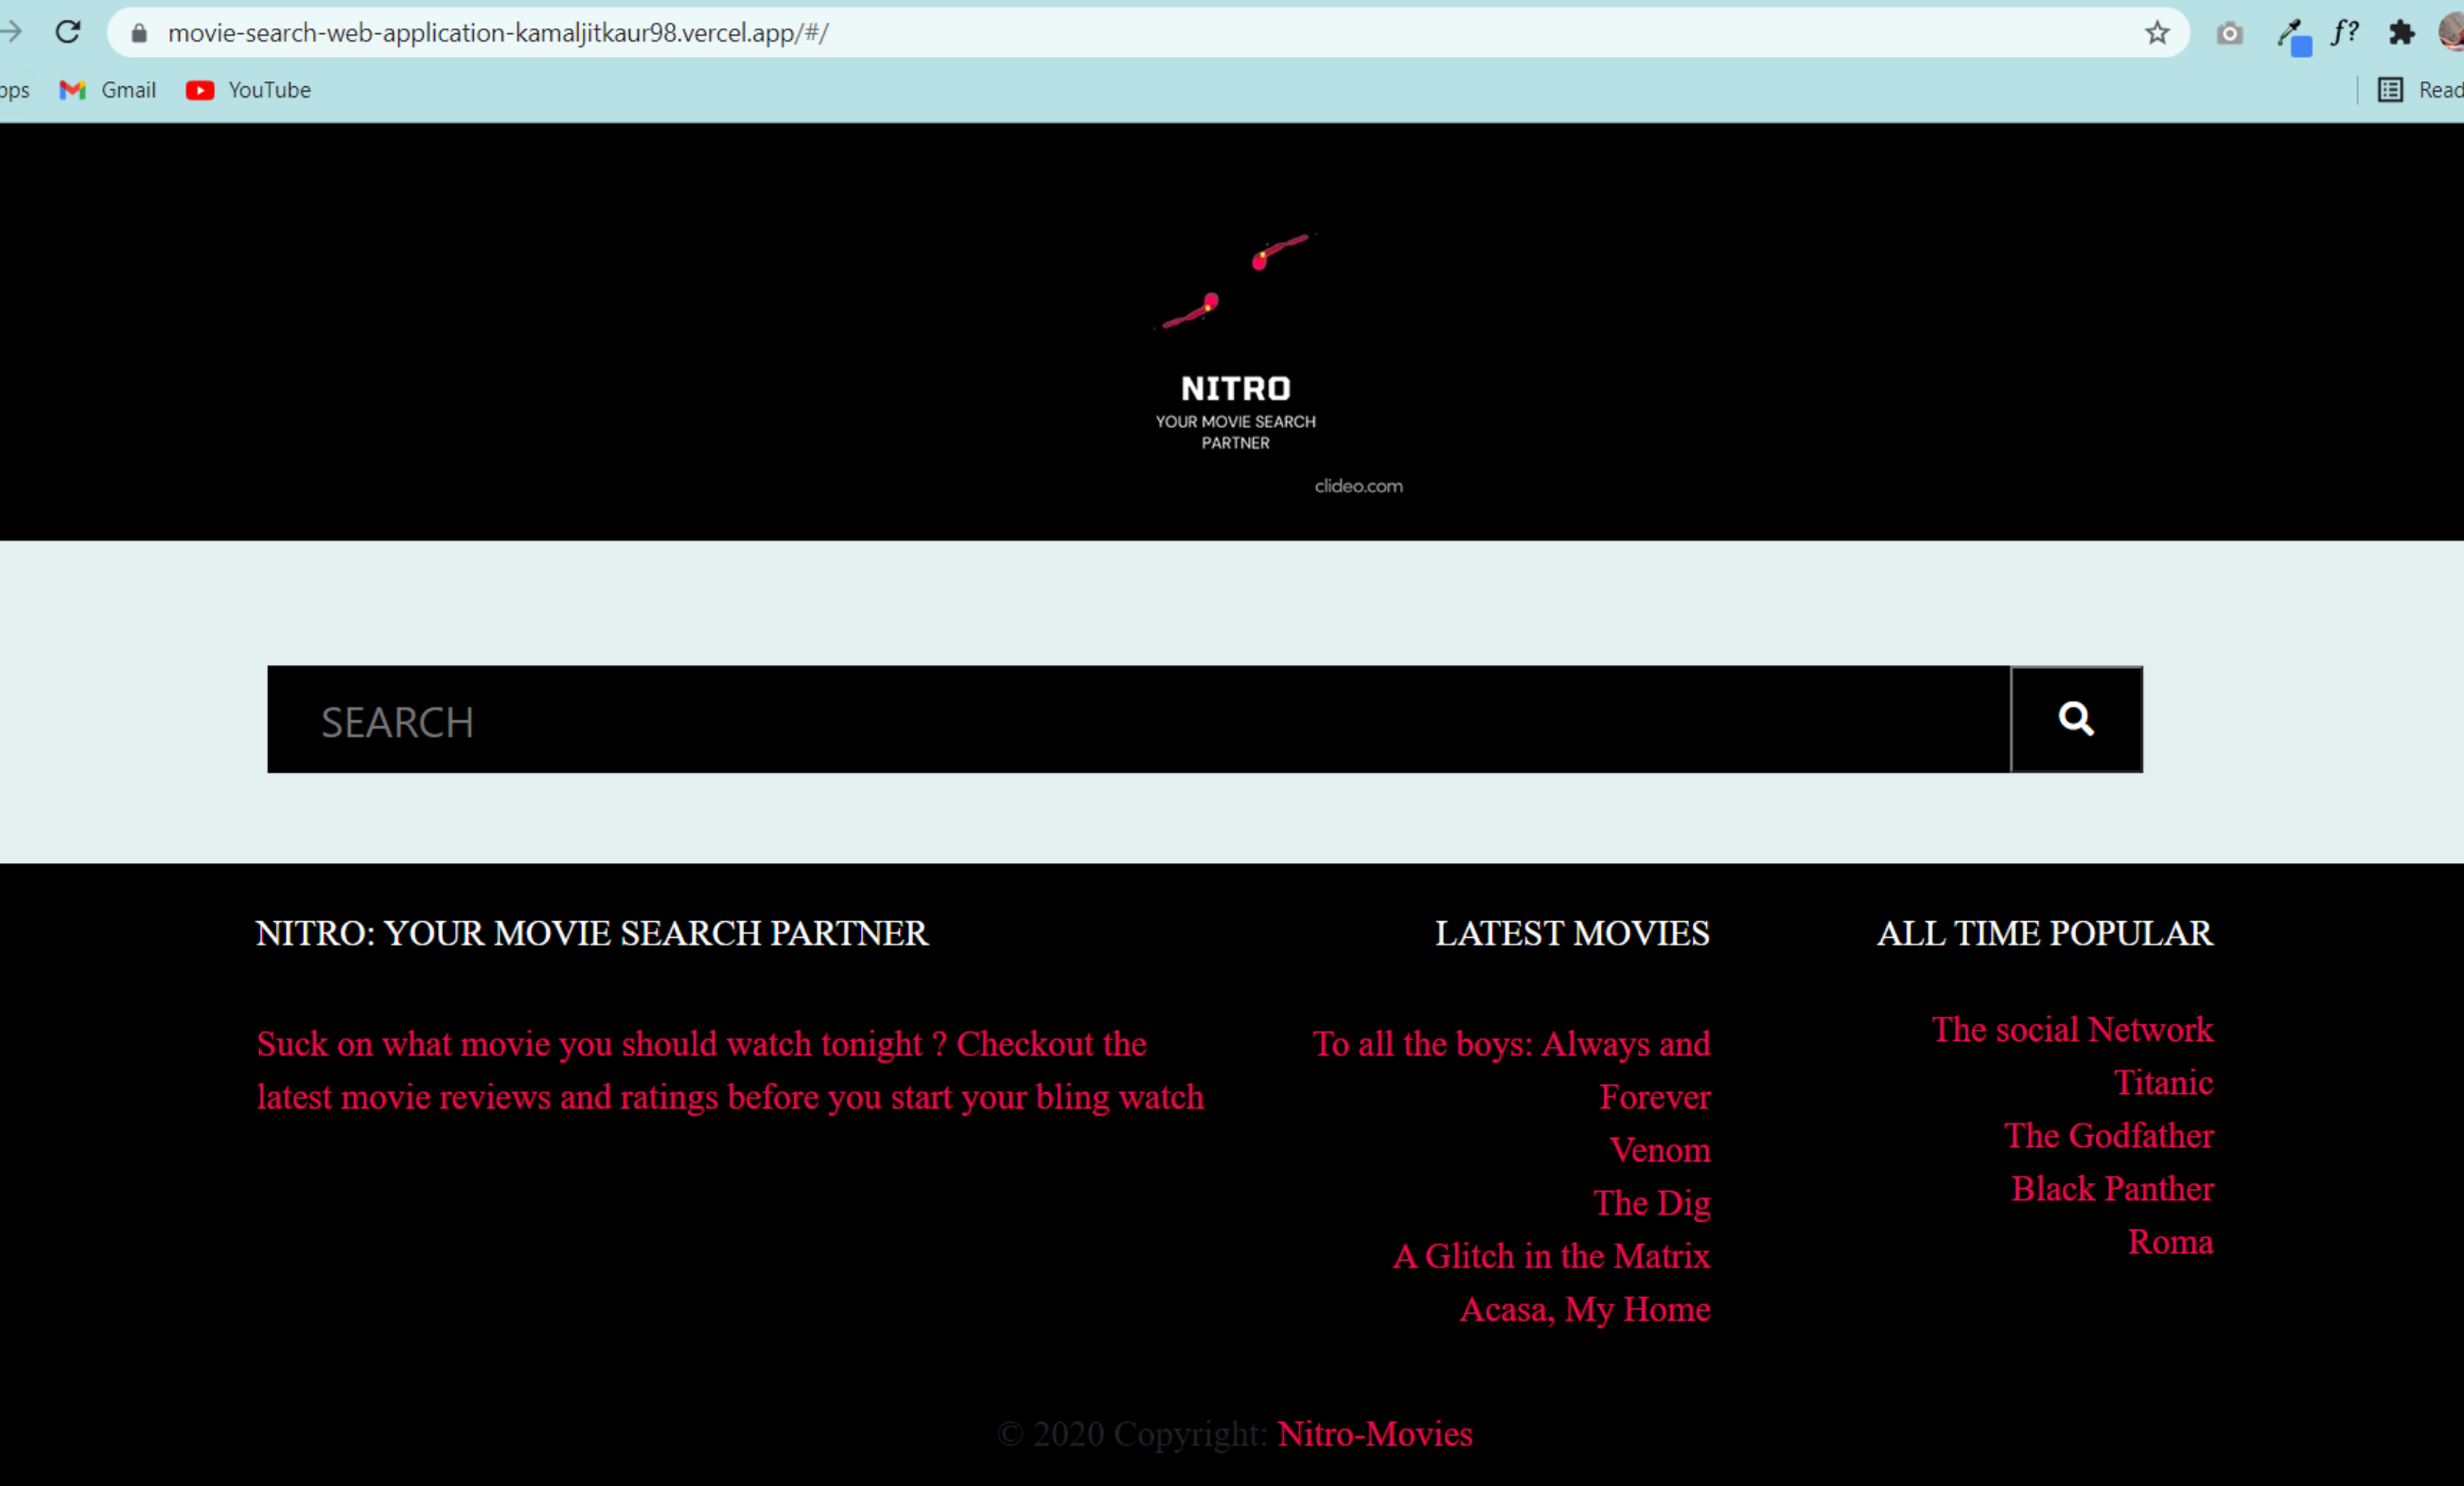 movie-search-web-application-kamaljitkaur98.vercel.app/#/
f?
Gmail
YouTube
NITRO
YOUR MOVIE SEARCH
PARTNER
clideo.com
SEARCH
NITRO: YOUR MOVIE SEARCH PARTNER
Suck on what movie you should watch tonight ? Checkout the
latest movie reviews and ratings before you start your bling watch
LATEST MOVIES
To all the boys: Always and
Forever
Venom
The Dig
A Glitch in the Matrix
Acasa, My Home
ALL TIME POPULAR
The social Network
Titanic
The Godfather
Black Panther
Roma
© 2020 Copyright: Nitro-Movies